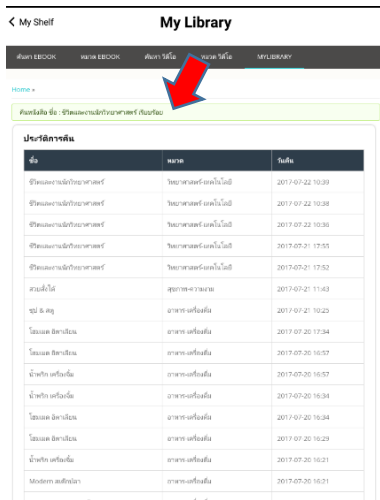 My Shelf
My Library
ค้นหา EBOOK หมวด EBOOK ค้นหา วิดีโอ หมวด วิดีโอ MYLIBRARY
Home »
คืนหนังสือ ชื่อ : ชีวิตและงานนักวิทยาศาสตร์ เรียบร้อย
ประวัติการคืน
ชื่อ หมวด วันคืน
ชีวิตและงานนักวิทยาศาสตร์ วิทยาศาสตร์-เทคโนโลยี 2017-07-22 10:39
ชีวิตและงานนักวิทยาศาสตร์ วิทยาศาสตร์-เทคโนโลยี 2017-07-22 10:38
ชีวิตและงานนักวิทยาศาสตร์ วิทยาศาสตร์-เทคโนโลยี 2017-07-22 10:36
ชีวิตและงานนักวิทยาศาสตร์ วิทยาศาสตร์-เทคโนโลยี 2017-07-21 17:55
ชีวิตและงานนักวิทยาศาสตร์ วิทยาศาสตร์-เทคโนโลยี 2017-07-21 17:52
สวยสั่งได้ สุขภาพ-ความงาม 2017-07-21 11:43
ซุป & สตู อาหาร-เครื่องดื่ม 2017-07-21 10:25
โฮมเมด อิตาเลียน อาหาร-เครื่องดื่ม 2017-07-20 17:34
โฮมเมด อิตาเลียน อาหาร-เครื่องดื่ม 2017-07-20 16:57
น้ำพริก เครื่องจิ้ม อาหาร-เครื่องดื่ม 2017-07-20 16:57
น้ำพริก เครื่องจิ้ม อาหาร-เครื่องดื่ม 2017-07-20 16:34
โฮมเมด อิตาเลียน อาหาร-เครื่องดื่ม 2017-07-20 16:34
โฮมเมด อิตาเลียน อาหาร-เครื่องดื่ม 2017-07-20 16:29
น้ำพริก เครื่องจิ้ม อาหาร-เครื่องดื่ม 2017-07-20 16:21
Modern สเต๊กปลา อาหาร-เครื่องดื่ม 2017-07-20 16:21